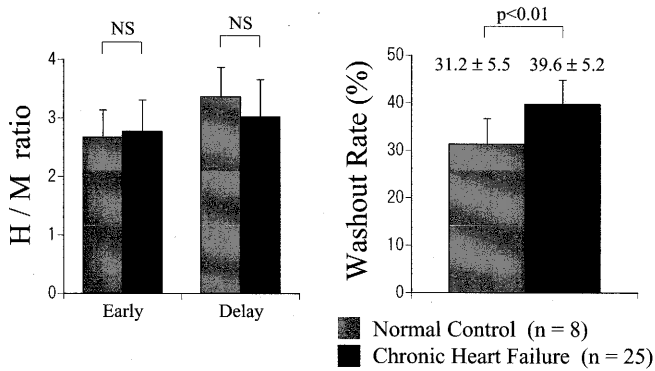 NS
NS
4
3
2
1
0
H / M ratio
Early
Delay
p<0.01
31.2 ± 5.5
39.6 ± 5.2
50
40
30
20
10
0
Washout Rate (%)
Normal Control (n = 8)
Chronic Heart Failure (n = 25)